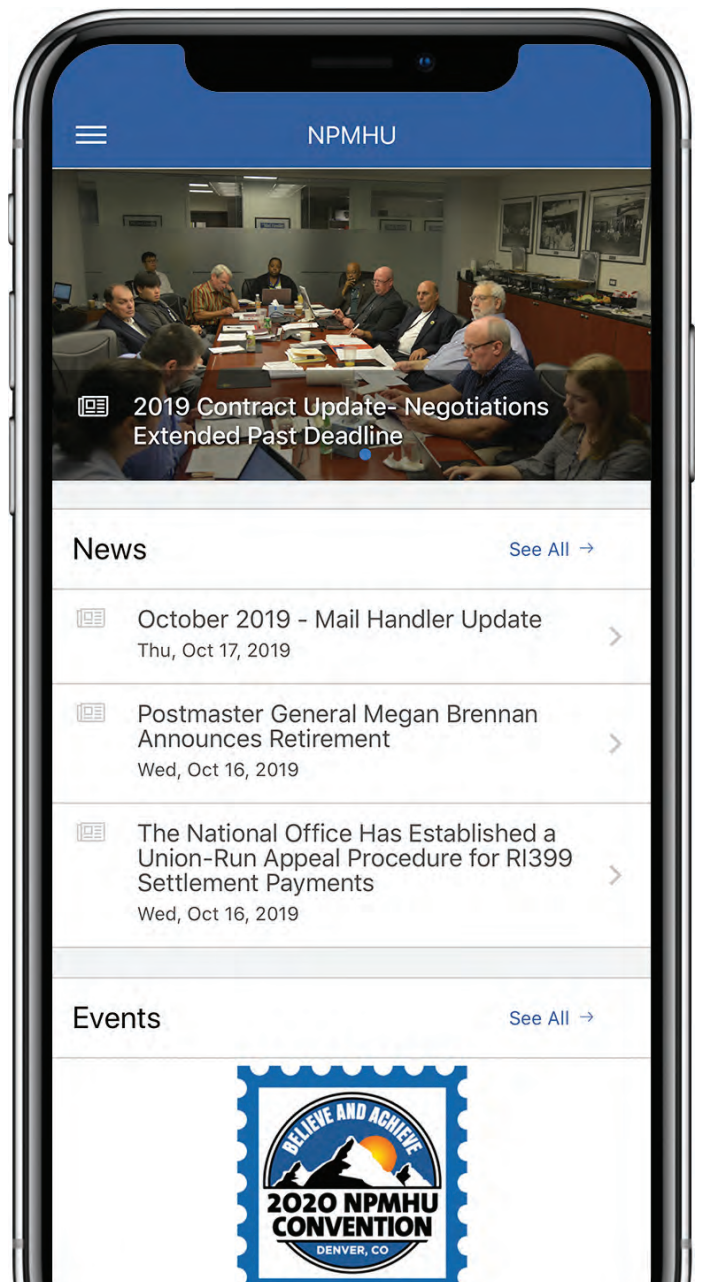 NPMHU
2019 Contract Update- Negotiations
Extended Past Deadline
News
See All →
October 2019 - Mail Handler Update
Thu, Oct 17, 2019
Postmaster General Megan Brennan
Announces Retirement
Wed, Oct 16, 2019
The National Office Has Established a
Union-Run Appeal Procedure for RI399
Settlement Payments
Wed, Oct 16, 2019
Events
See All →
BELIEVE AND ACHIEVE
2020 NPMHU
CONVENTION
DENVER, CO